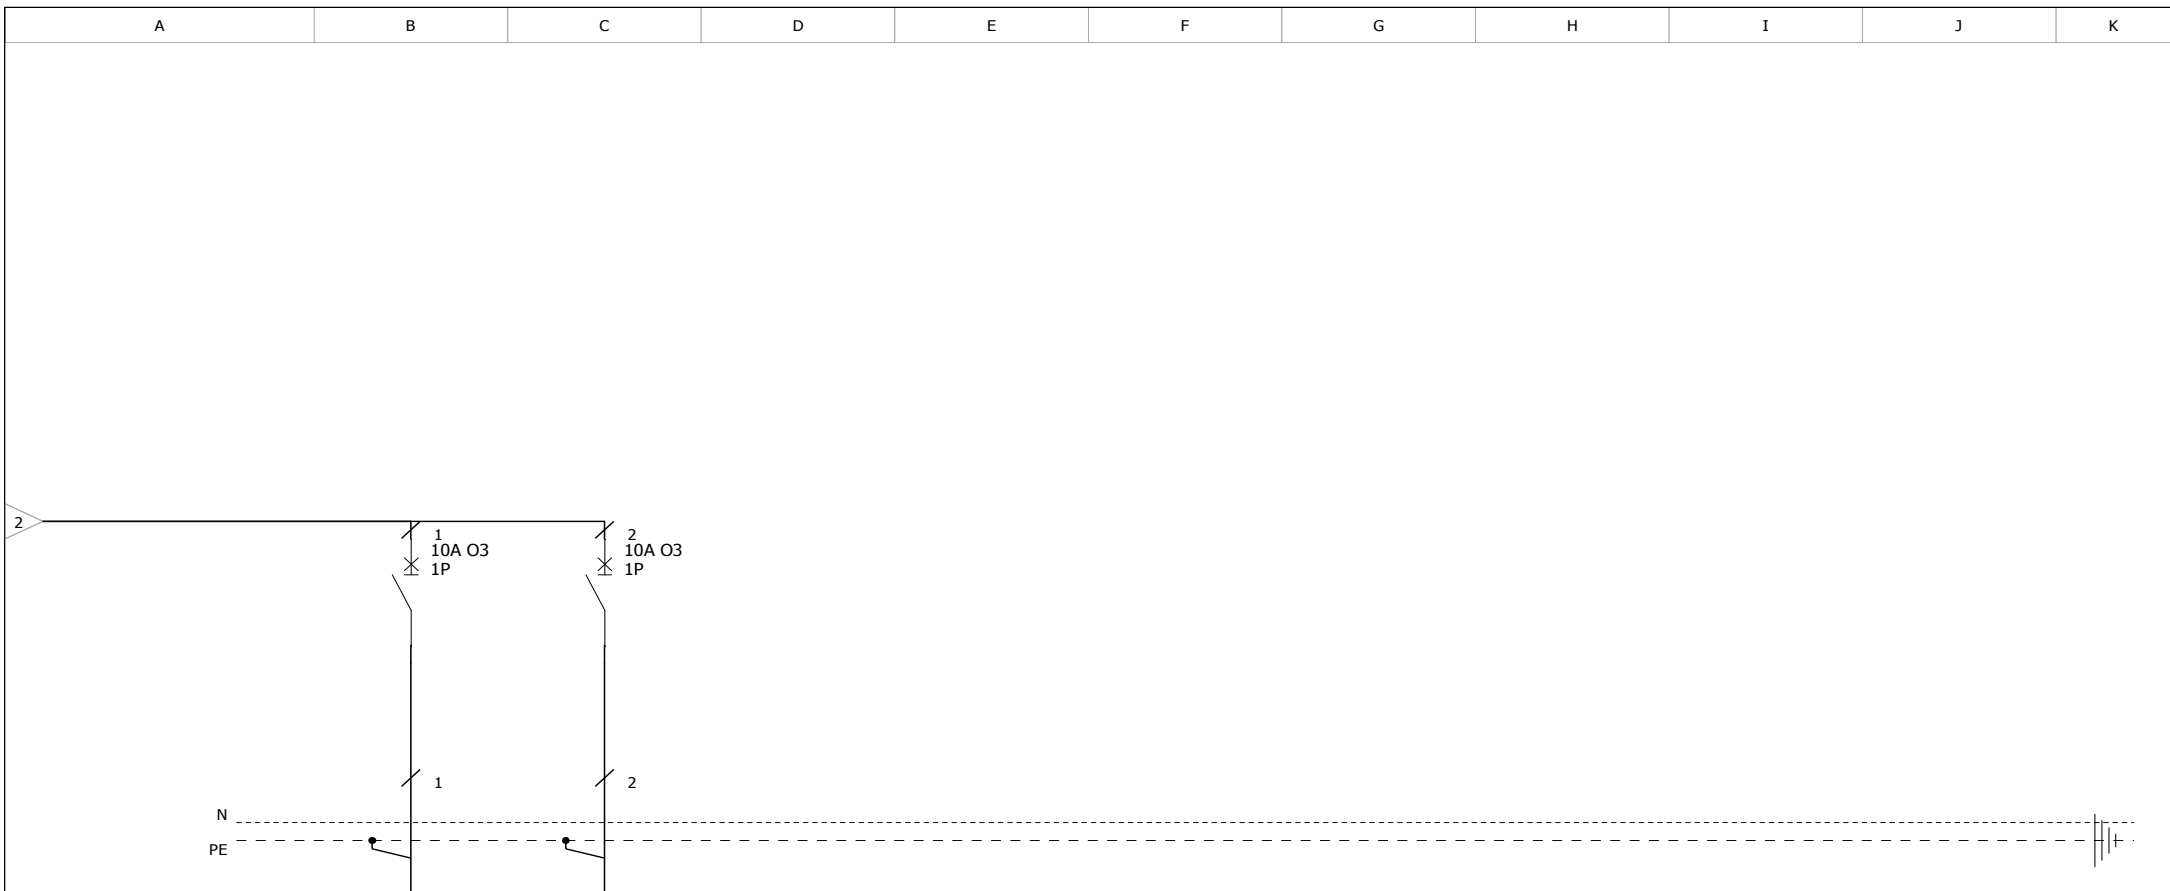 A B C D E F G H I J K
2
1 2
10A O3 10A O3
1P 1P
1 2
N
PE